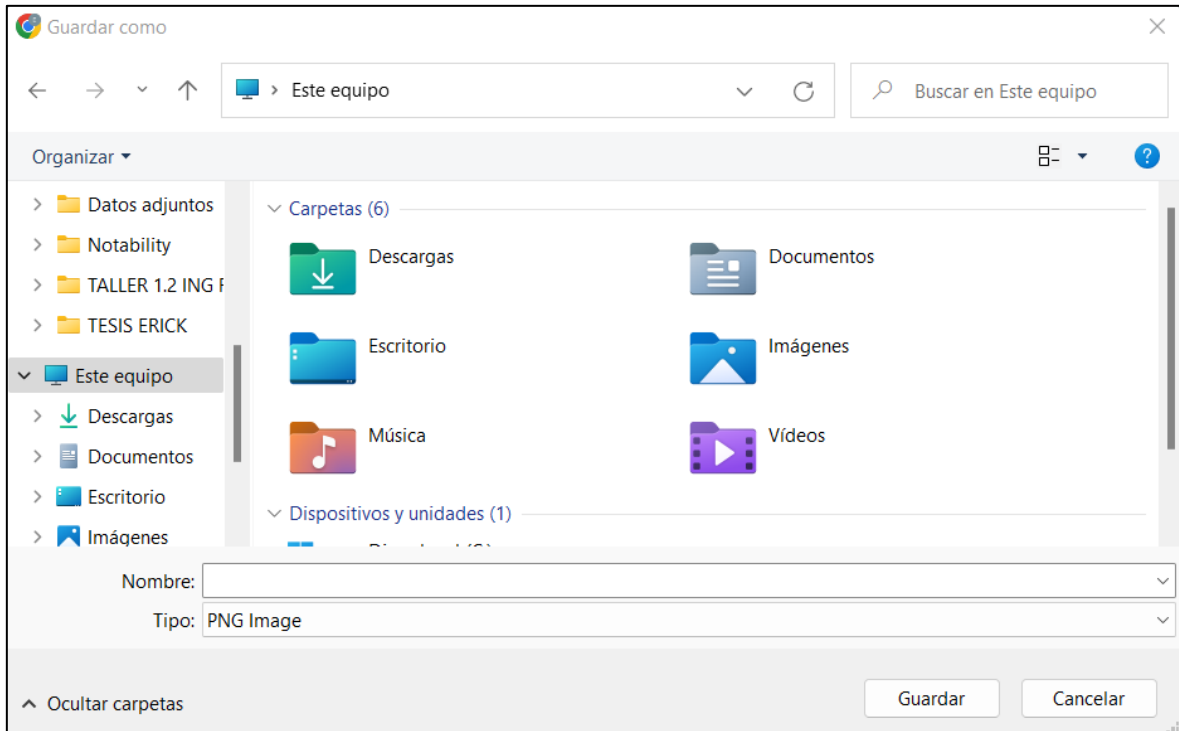 Guardar como
Este equipo
Buscar en Este equipo
Organizar
Datos adjuntos
Notability
TALLER 1.2 ING
TESIS ERICK
Este equipo
Descargas
Documentos
Escritorio
Imágenes
Carpetas (6)
Descargas
Documentos
Escritorio
Imágenes
Música
Vídeos
Dispositivos y unidades (1)
Nombre:
Tipo: PNG Image
Ocultar carpetas
Guardar
Cancelar